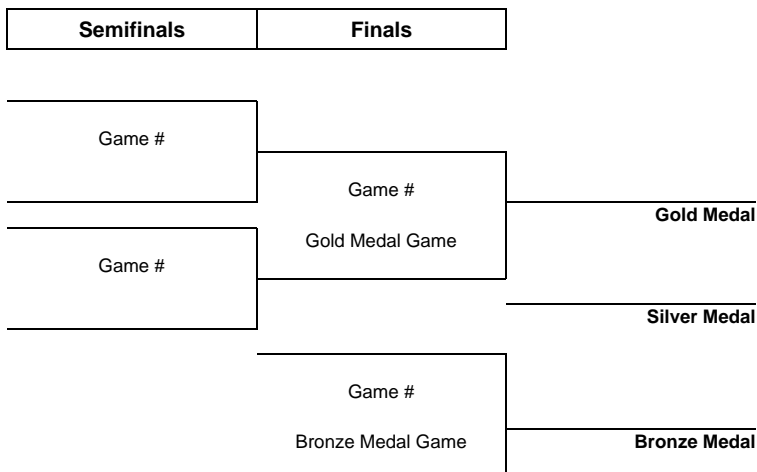 Semifinals Finals
Game #
Game #
Gold Medal
Gold Medal Game
Game #
Silver Medal
Game #
Bronze Medal Game Bronze Medal